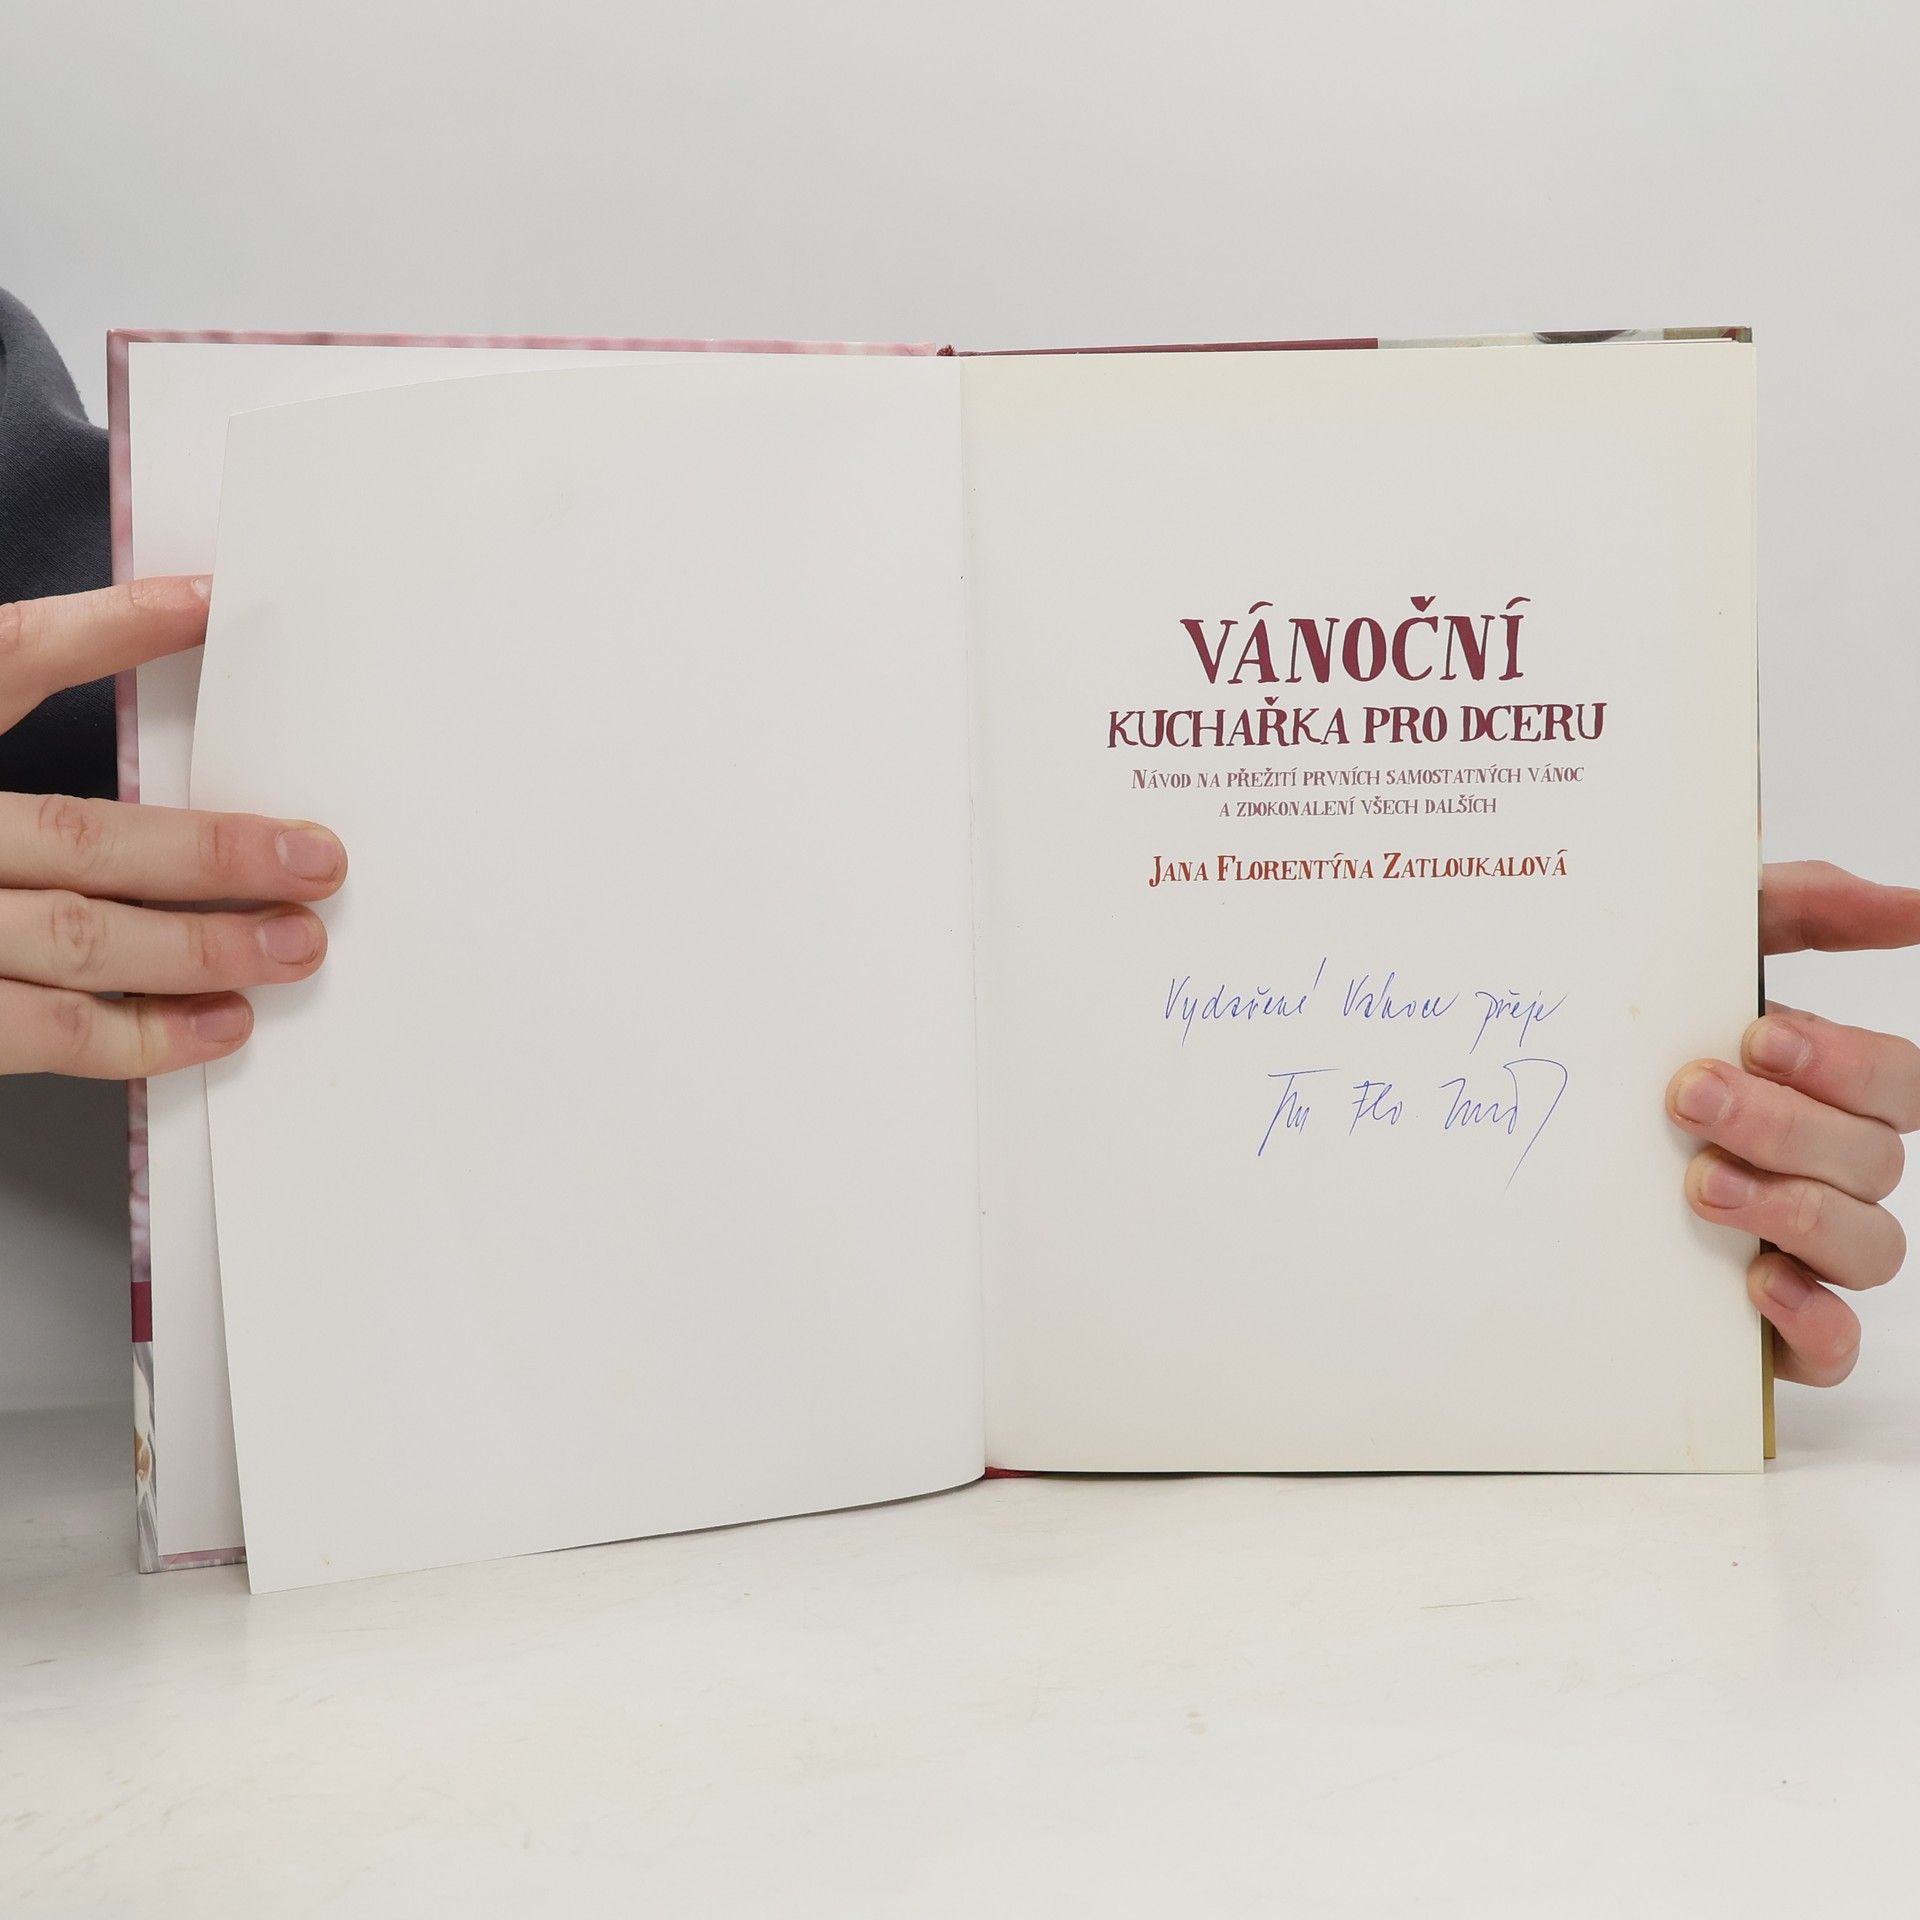 VÁNOČNÍ
KUCHAŘKA PRO DCERU
NÁVOD NA PŘEŽITÍ PRVNÍCH SAMOSTATNÝCH VÁNOC
A ZDOKONALENÍ VŠECH DALŠÍCH
JANA FLORENTÝNA ZATLOUKALOVÁ
Vydařené Vánoce přeje
Flo